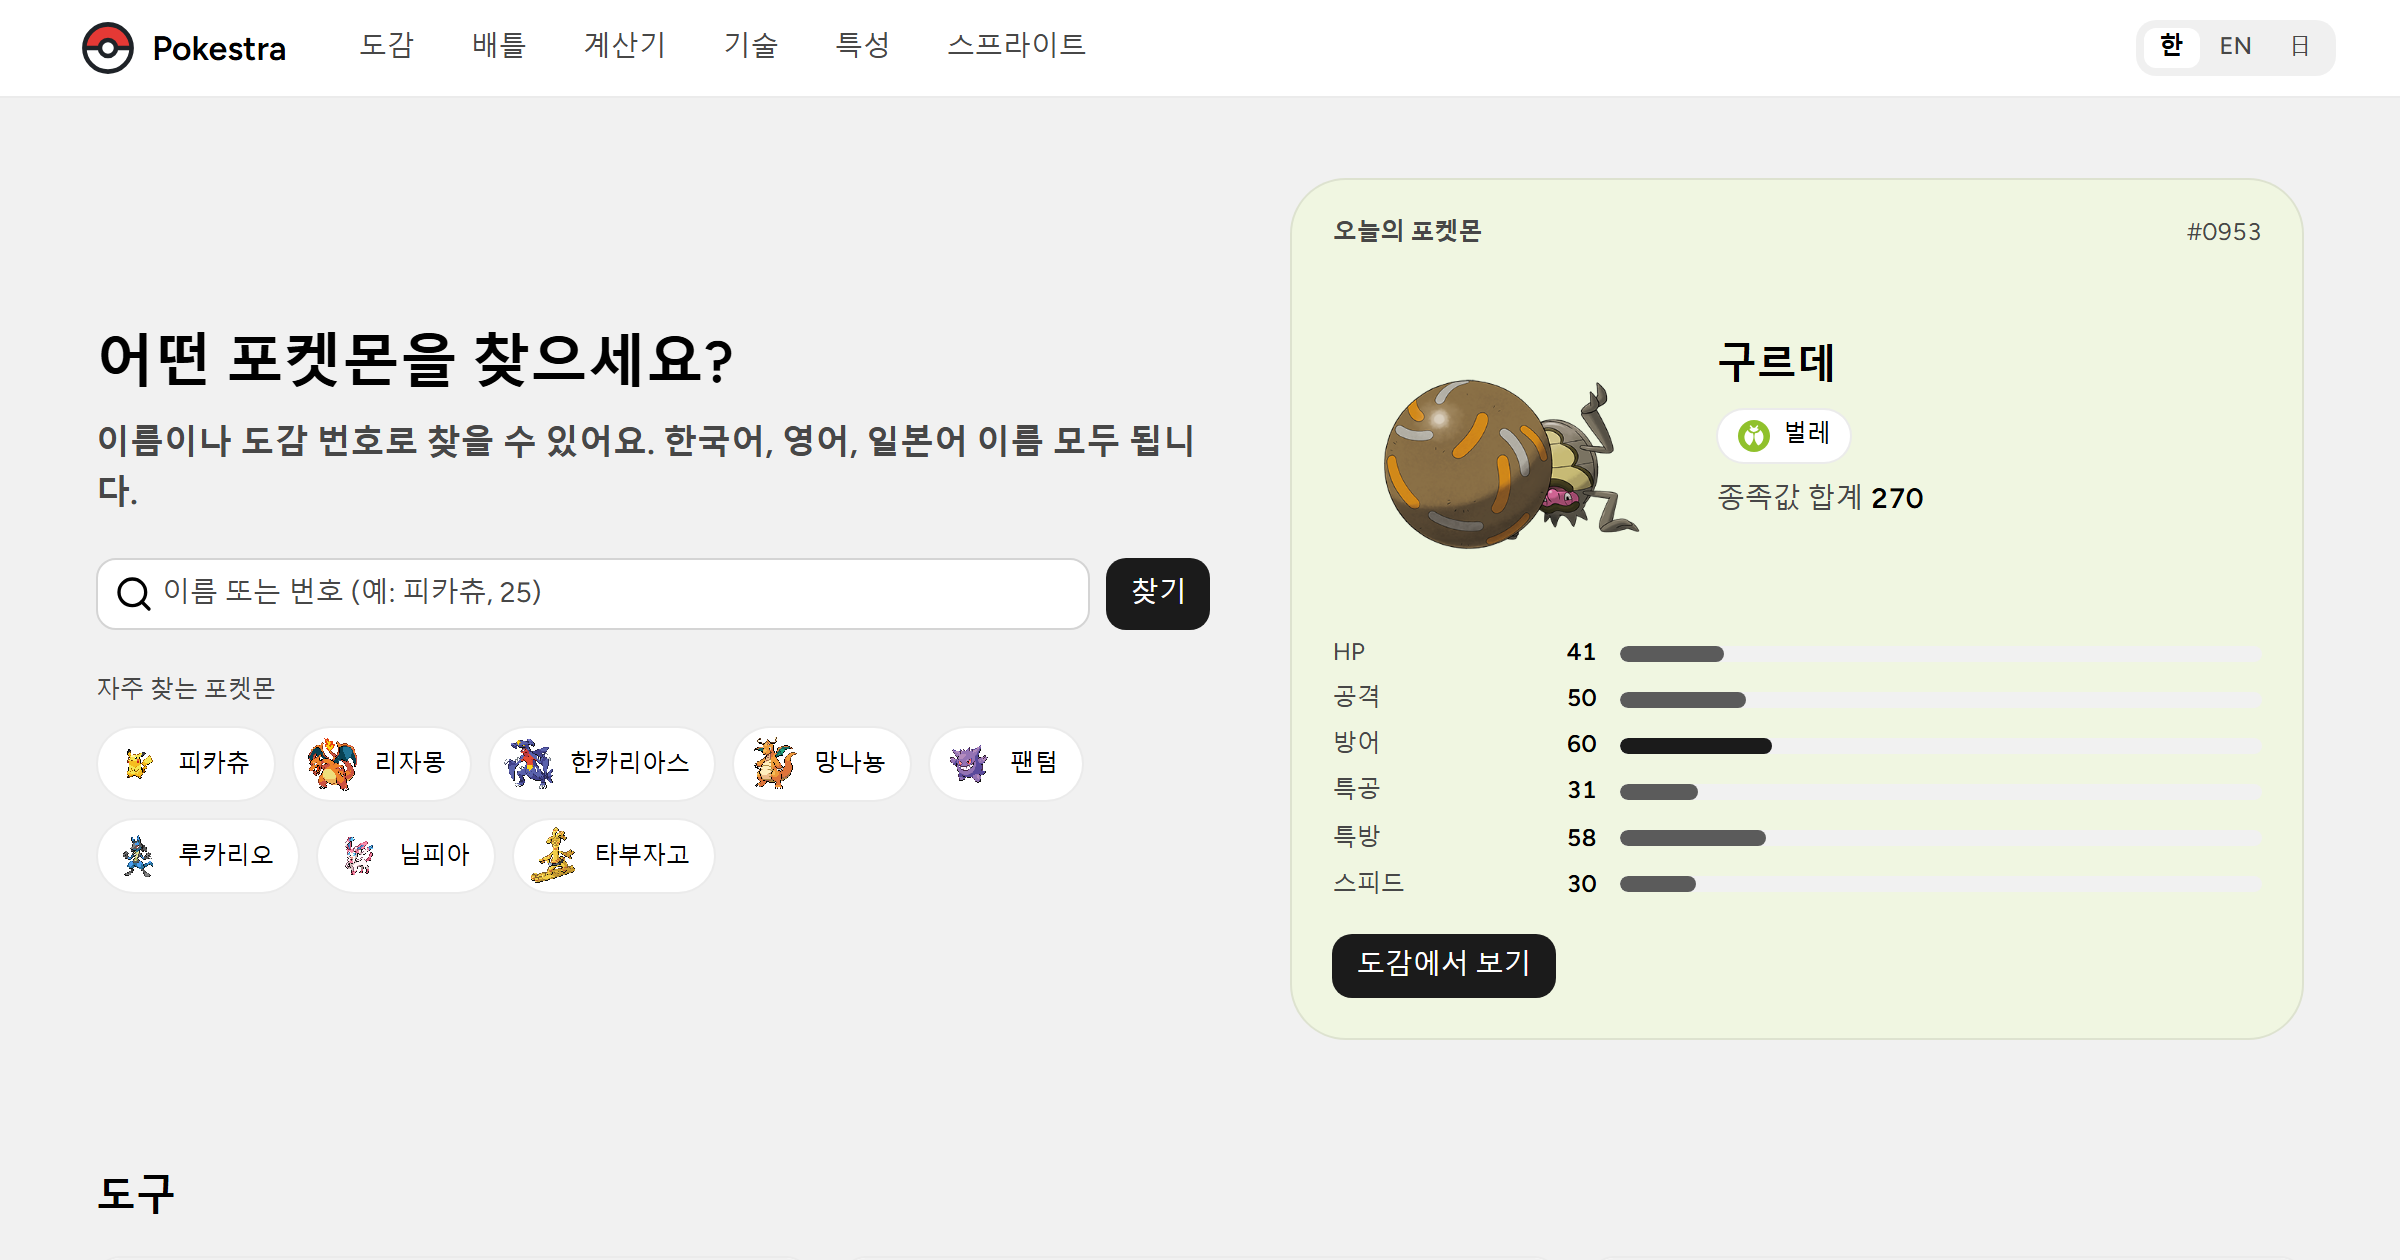 Pokestra
도감
배틀
계산기
기술
특성
스프라이트
한
EN
日
어떤 포켓몬을 찾으세요?
이름이나 도감 번호로 찾을 수 있어요. 한국어, 영어, 일본어 이름 모두 됩니
다.
이름 또는 번호 (예: 피카츄, 25)
찾기
자주 찾는 포켓몬
피카츄
리자몽
한카리아스
망나뇽
팬텀
루카리오
님피아
타부자고
오늘의 포켓몬
#0953
구르데
벌레
종족값 합계 270
HP 41
공격 50
방어 60
특공 31
특방 58
스피드 30
도감에서 보기
도구